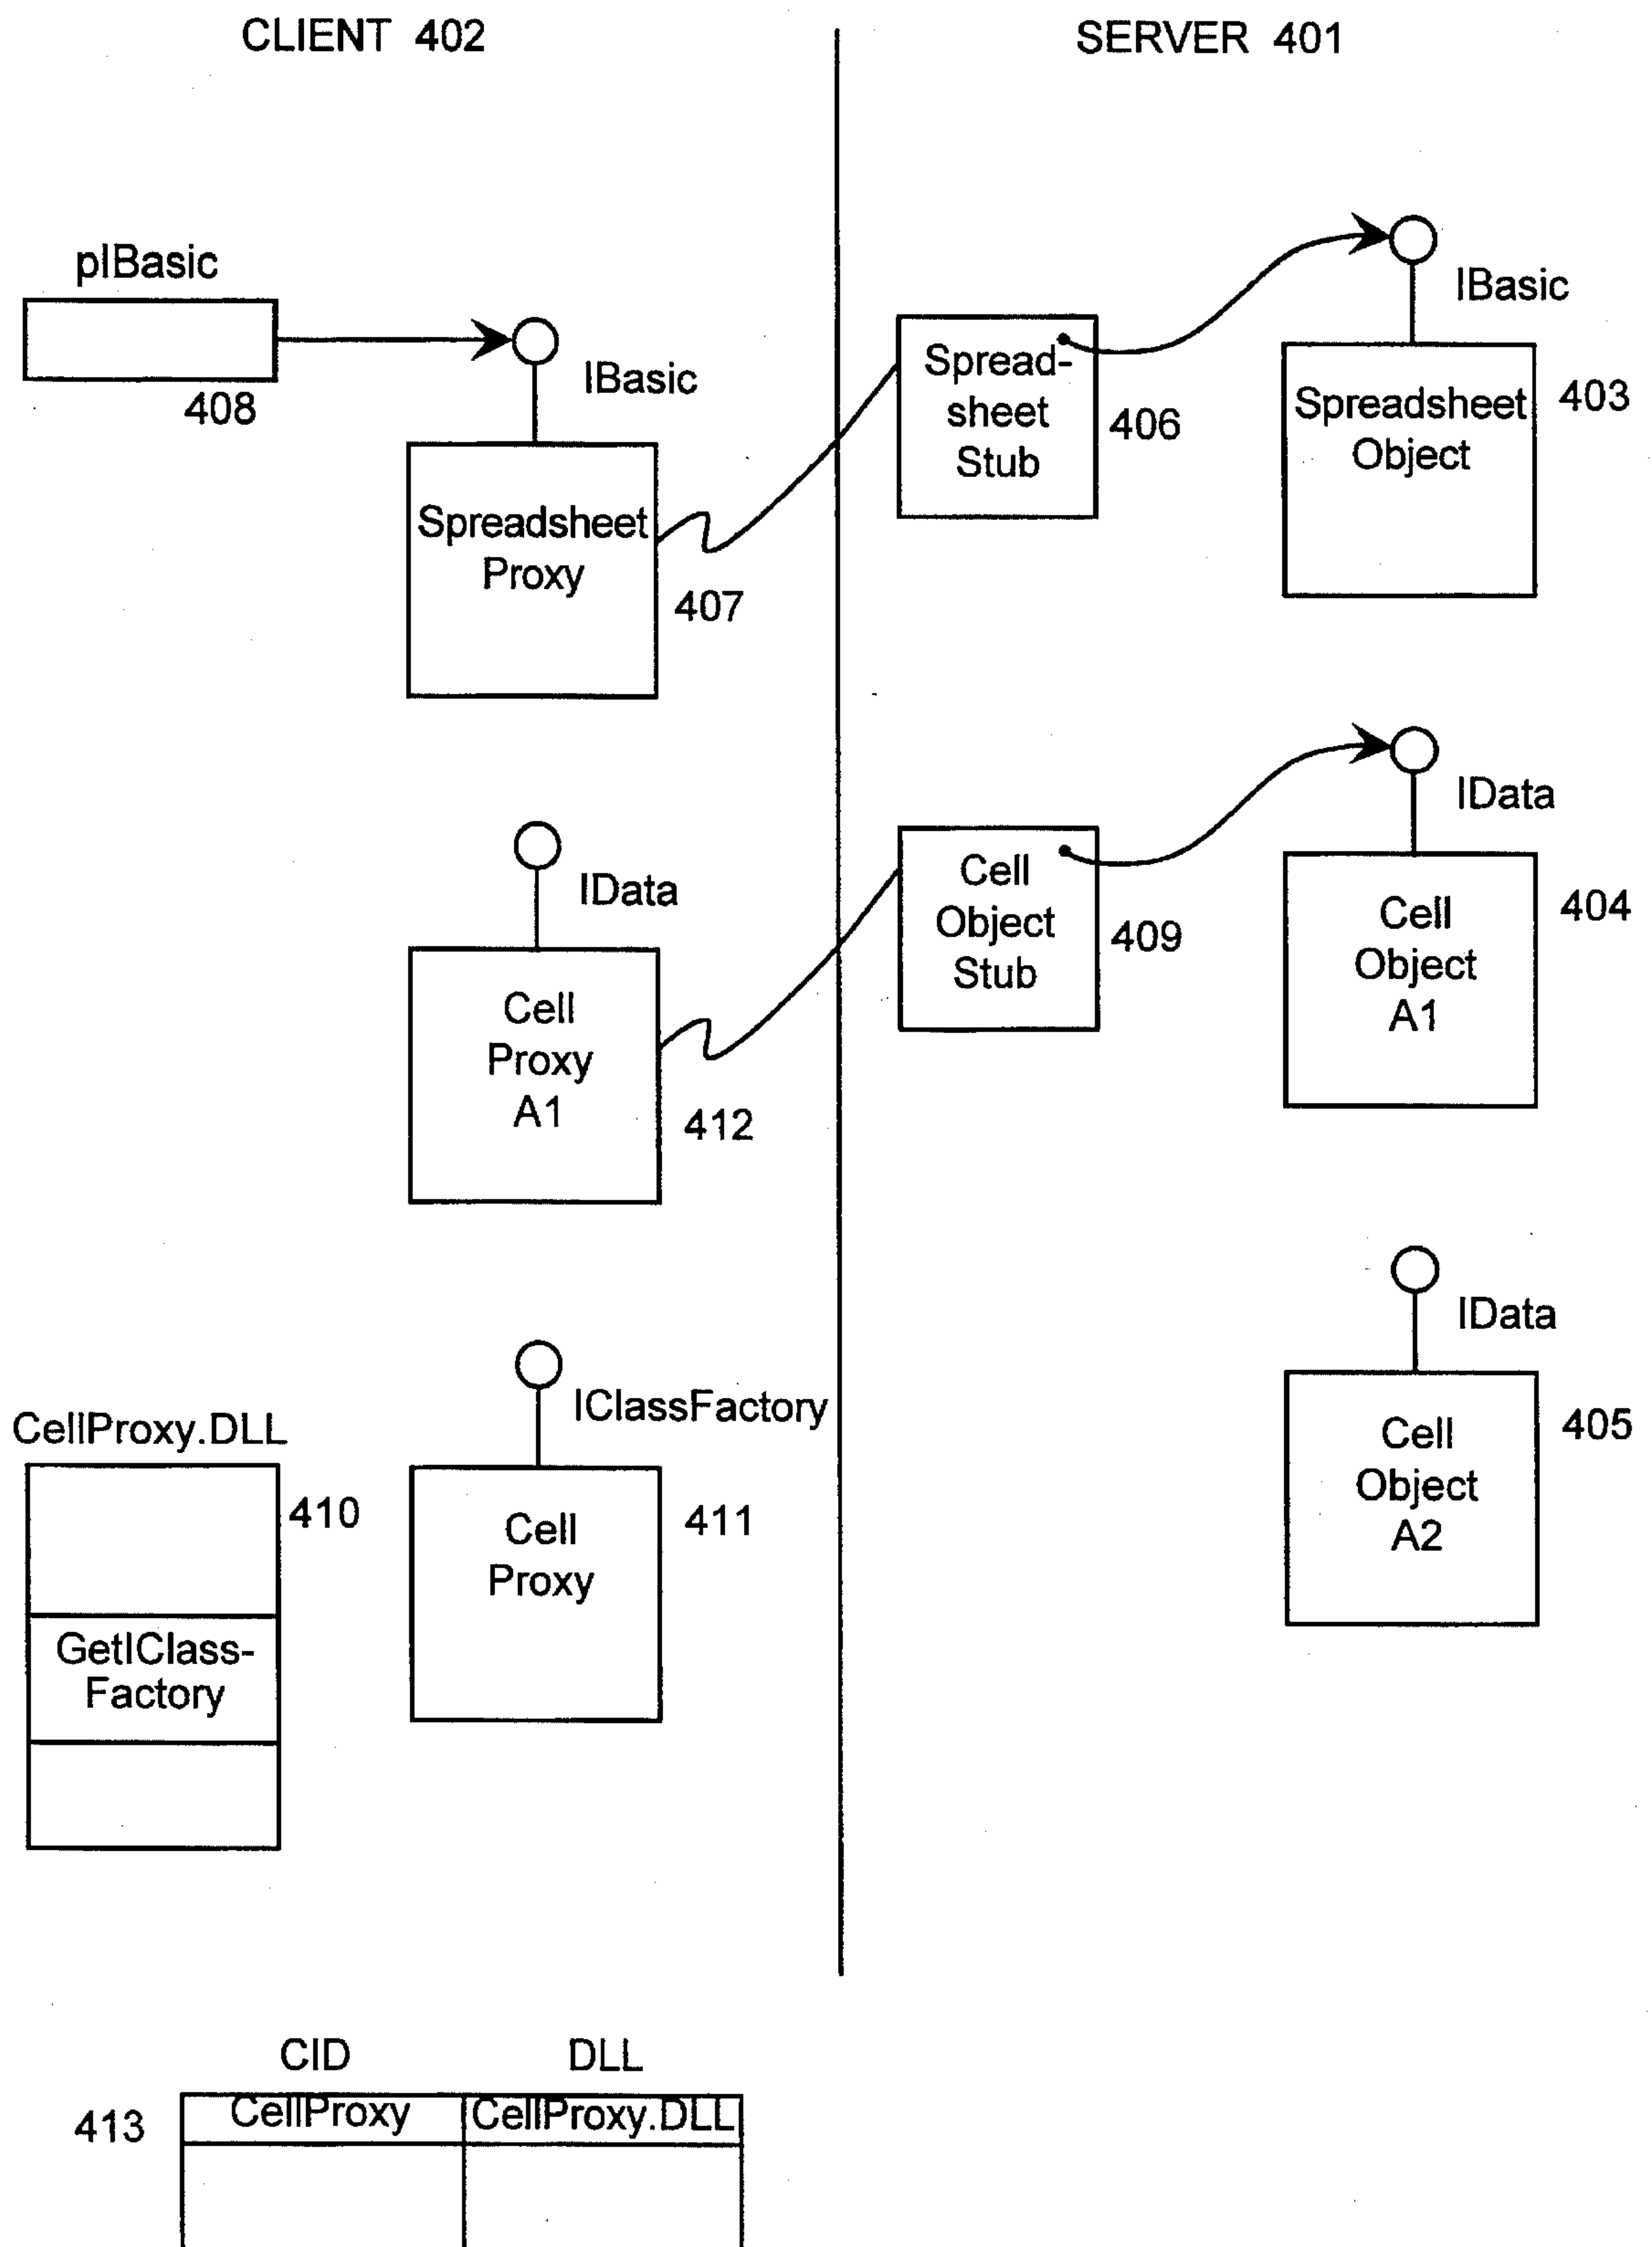 CLIENT 402
SERVER 401
pIBasic
408
IBasic
Spreadsheet
Proxy
407
Spread-
sheet
Stub
406
IBasic
Spreadsheet
Object
403
IData
Cell
Proxy
A1
412
Cell
Object
Stub
409
IData
Cell
Object
A1
404
CellProxy.DLL
410
GetIClass-
Factory
IClassFactory
Cell
Proxy
411
IData
Cell
Object
A2
405
CID DLL
413 CellProxy CellProxy.DLL